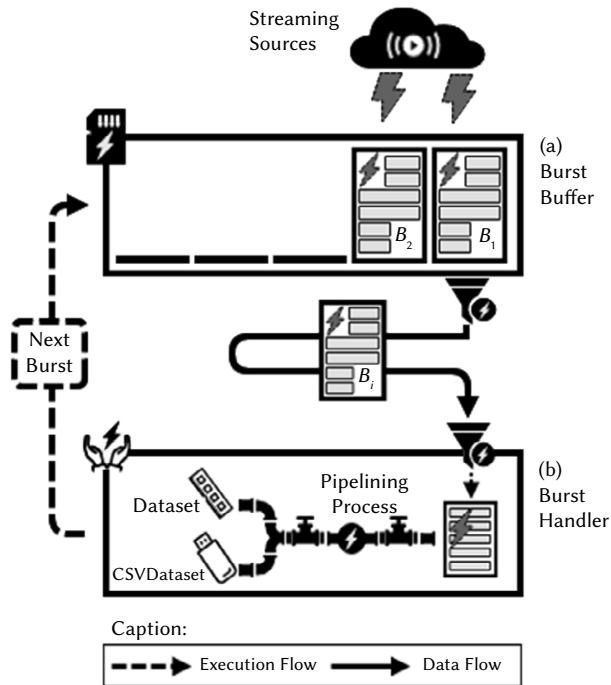 Streaming
Sources
(a)
Burst
Buffer
B2
B1
Next
Burst
Bi
(b)
Burst
Handler
Pipelining
Process
Dataset
CSVDataset
Caption:
Execution Flow
Data Flow